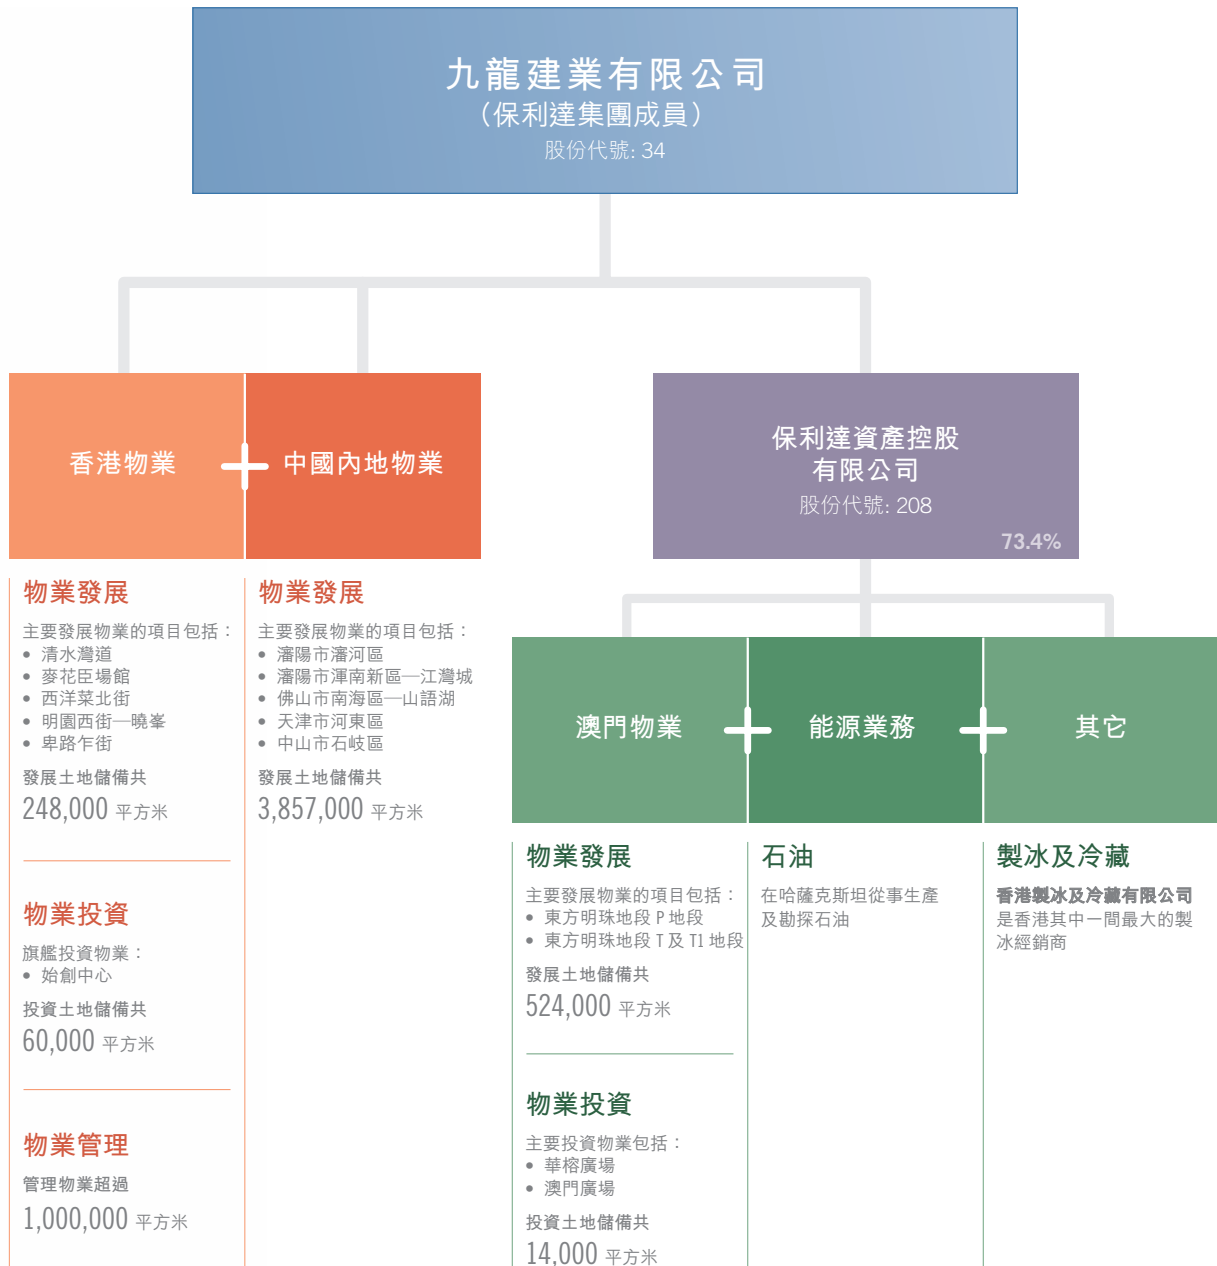 九龍建業有限公司
（保利達集團成員）
股份代號: 34
香港物業
中國內地物業
保利達資產控股
有限公司
股份代號: 208
73.4%
物業發展
主要發展物業的項目包括：
• 清水灣道
• 麥花臣場館
• 西洋菜北街
• 明園西街—曉峯
• 卑路乍街
發展土地儲備共
248,000 平方米
物業投資
旗艦投資物業：
• 始創中心
投資土地儲備共
60,000 平方米
物業管理
管理物業超過
1,000,000 平方米
物業發展
主要發展物業的項目包括：
• 瀋陽市瀋河區
• 瀋陽市渾南新區—江灣城
• 佛山市南海區—山語湖
• 天津市河東區
• 中山市石岐區
發展土地儲備共
3,857,000 平方米
澳門物業
能源業務
其它
物業發展
主要發展物業的項目包括：
• 東方明珠地段 P 地段
• 東方明珠地段 T 及 T1 地段
發展土地儲備共
524,000 平方米
物業投資
主要投資物業包括：
• 華榕廣場
• 澳門廣場
投資土地儲備共
14,000 平方米
石油
在哈薩克斯坦從事生產
及勘探石油
製冰及冷藏
香港製冰及冷藏有限公司
是香港其中一間最大的製
冰經銷商